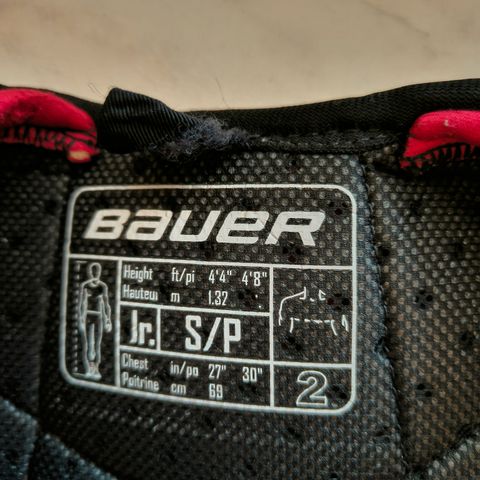 BAUER
Height ft/pi 4'4" 4'8"
Hauteur m 1.32
Jr. S/P
Chest in/po 27" 30"
Poitrine cm 69
2